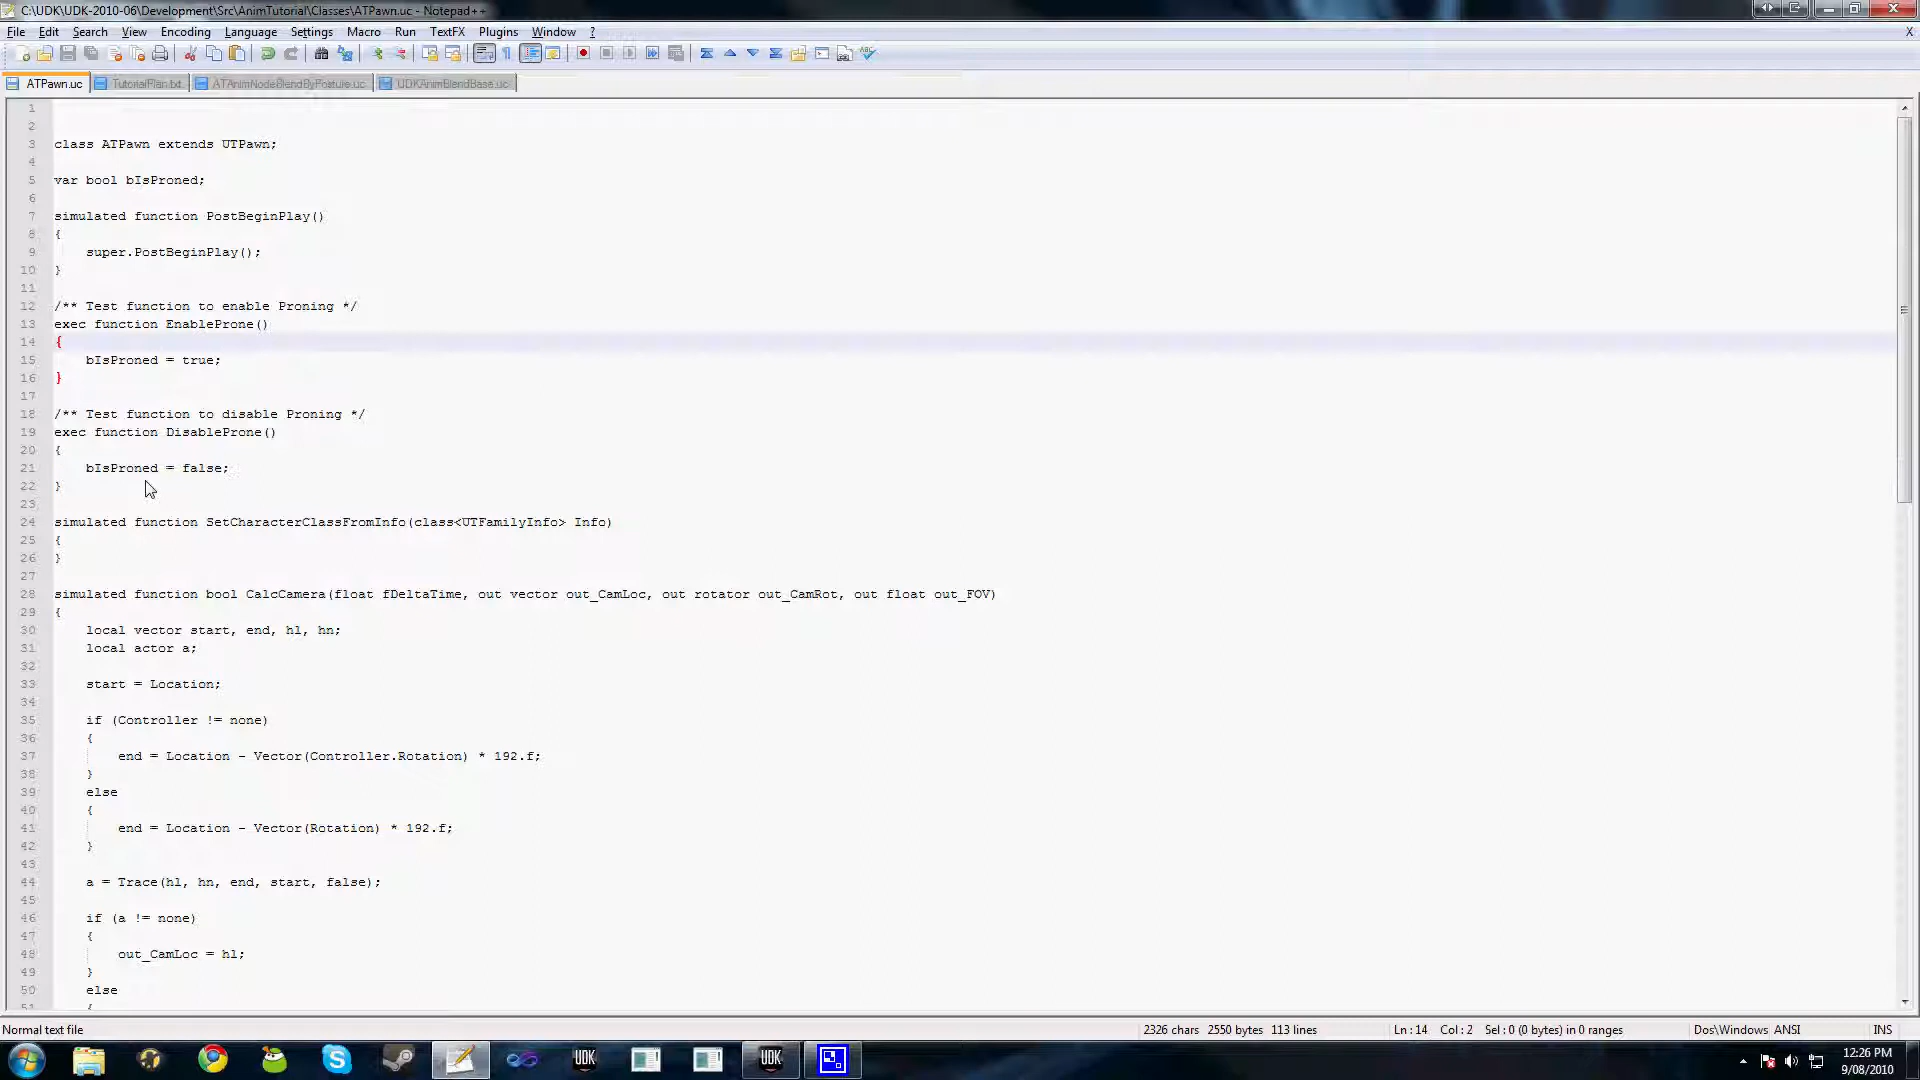 C:\UDK\UDK-2010-06\Development\Src\AnimTutorial\Classes\ATPawn.uc - Notepad++
File Edit Search View Encoding Language Settings Macro Run TextFX Plugins Window ? X
ATPawn.uc TutorialPlan.txt ATAnimNodeBlendByPosture.uc UDKAnimBlendBase.uc
1
2
3 class ATPawn extends UTPawn;
4
5 var bool bIsProned;
6
7 simulated function PostBeginPlay()
8 {
9 super.PostBeginPlay();
10 }
11
12 /** Test function to enable Proning */
13 exec function EnableProne()
14 {
15 bIsProned = true;
16 }
17
18 /** Test function to disable Proning */
19 exec function DisableProne()
20 {
21 bIsProned = false;
22 }
23
24 simulated function SetCharacterClassFromInfo(class<UTFamilyInfo> Info)
25 {
26 }
27
28 simulated function bool CalcCamera(float fDeltaTime, out vector out_CamLoc, out rotator out_CamRot, out float out_FOV)
29 {
30 local vector start, end, hl, hn;
31 local actor a;
32
33 start = Location;
34
35 if (Controller != none)
36 {
37 end = Location - Vector(Controller.Rotation) * 192.f;
38 }
39 else
40 {
41 end = Location - Vector(Rotation) * 192.f;
42 }
43
44 a = Trace(hl, hn, end, start, false);
45
46 if (a != none)
47 {
48 out_CamLoc = hl;
49 }
50 else
51 {
Normal text file 2326 chars 2550 bytes 113 lines Ln : 14 Col : 2 Sel : 0 (0 bytes) in 0 ranges Dos\Windows ANSI INS
UDK UDK
12:26 PM
9/08/2010